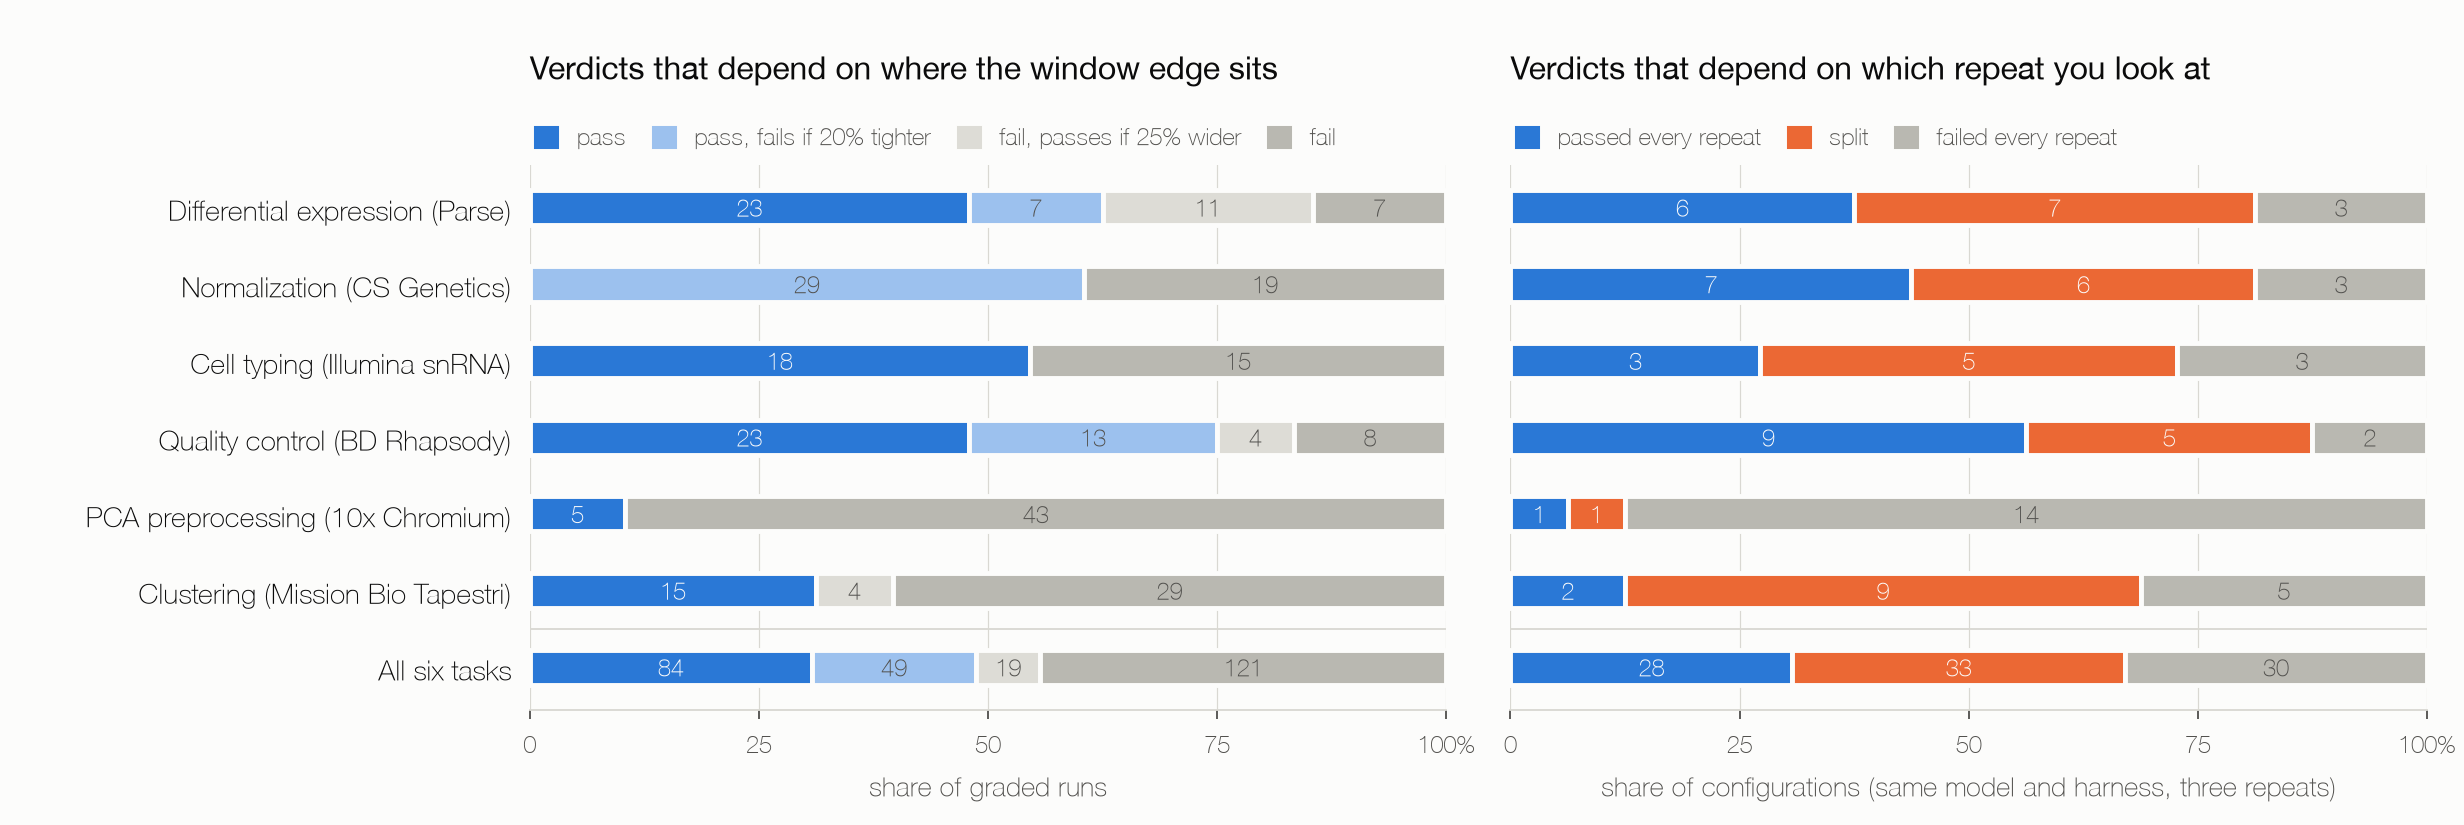 Verdicts that depend on where the window edge sits
pass
pass, fails if 20% tighter
fail, passes if 25% wider
fail
Differential expression (Parse)
23
7
11
7
Normalization (CS Genetics)
29
19
Cell typing (Illumina snRNA)
18
15
Quality control (BD Rhapsody)
23
13
4
8
PCA preprocessing (10x Chromium)
5
43
Clustering (Mission Bio Tapestri)
15
4
29
All six tasks
84
49
19
121
0
25
50
75
100%
share of graded runs
Verdicts that depend on which repeat you look at
passed every repeat
split
failed every repeat
6
7
3
7
6
3
3
5
3
9
5
2
1
1
14
2
9
5
28
33
30
0
25
50
75
100%
share of configurations (same model and harness, three repeats)